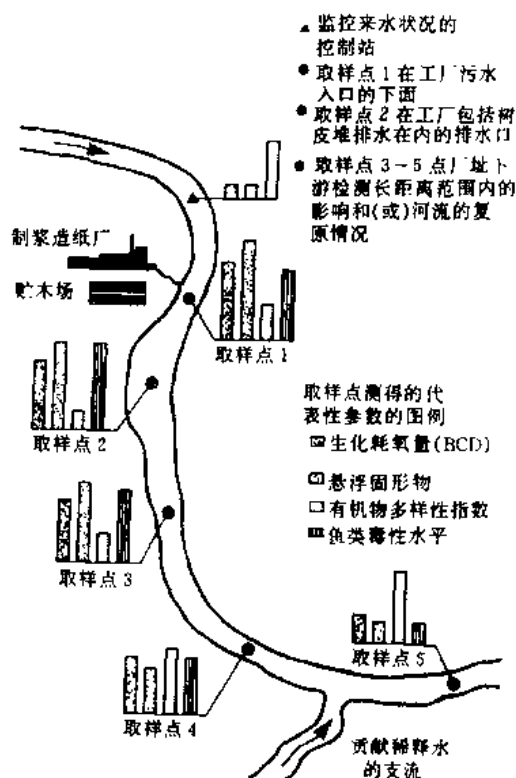 ▲ 监控来水状况的
控制站
● 取样点1在工厂污水
入口的下面
● 取样点2在工厂包括树
皮堆排水在内的排水口
● 取样点3-5点厂址下
游检测长距离范围内的
影响和(或)河流的复
原情况
制浆造纸厂
贮木场
取样点1
取样点2
取样点3
取样点4
取样点5
取样点测得的代
表性参数的图例
生化耗氧量(BCD)
悬浮固形物
有机物多样性指数
鱼类毒性水平
贡献稀释水
的支流